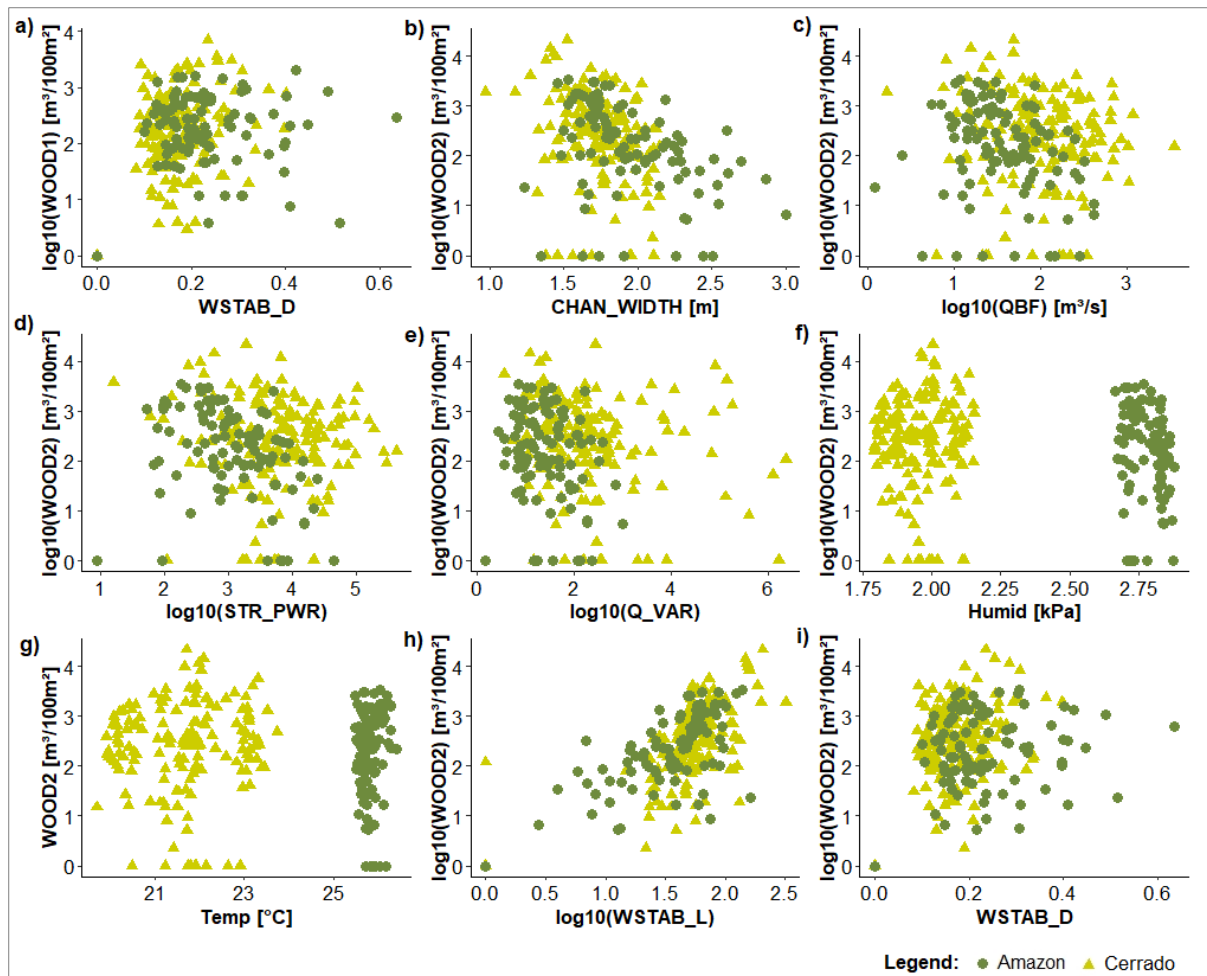 a)
log10(WOOD1) [m³/100m²]
4
3
2
1
0
0.0 0.2 0.4 0.6
WSTAB_D
b)
log10(WOOD2) [m³/100m²]
4
3
2
1
0
1.0 1.5 2.0 2.5 3.0
CHAN_WIDTH [m]
c)
log10(WOOD2) [m³/100m²]
4
3
2
1
0
0 1 2 3
log10(QBF) [m³/s]
d)
log10(WOOD2) [m³/100m²]
4
3
2
1
0
1 2 3 4 5
log10(STR_PWR)
e)
log10(WOOD2) [m³/100m²]
4
3
2
1
0
0 2 4 6
log10(Q_VAR)
f)
log10(WOOD2) [m³/100m²]
4
3
2
1
0
1.75 2.00 2.25 2.50 2.75
Humid [kPa]
g)
WOOD2 [m³/100m²]
4
3
2
1
0
21 23 25
Temp [°C]
h)
log10(WOOD2) [m³/100m²]
4
3
2
1
0
0.0 0.5 1.0 1.5 2.0 2.5
log10(WSTAB_L)
i)
log10(WOOD2) [m³/100m²]
4
3
2
1
0
0.0 0.2 0.4 0.6
WSTAB_D
Legend: Amazon Cerrado